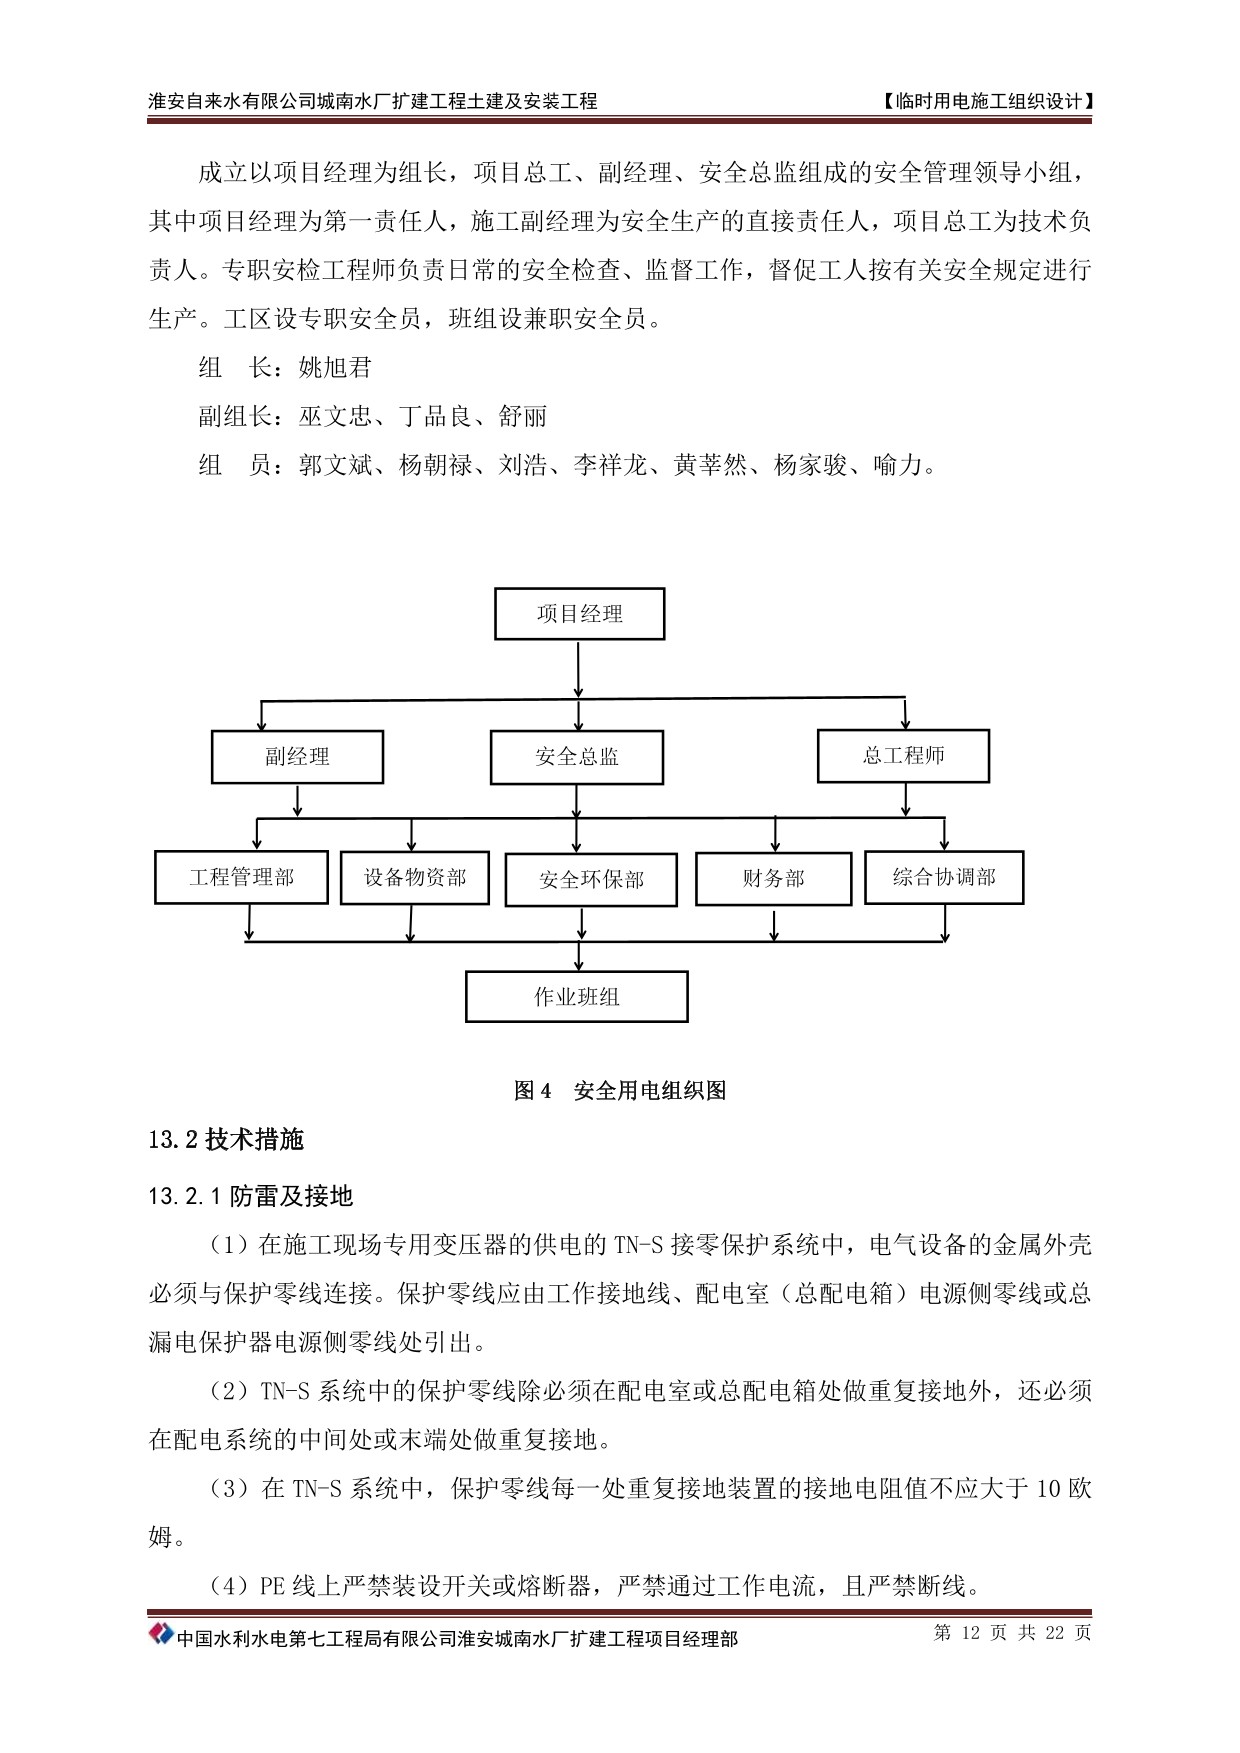 淮安自来水有限公司城南水厂扩建工程土建及安装工程 【临时用电施工组织设计】
成立以项目经理为组长，项目总工、副经理、安全总监组成的安全管理领导小组，
其中项目经理为第一责任人，施工副经理为安全生产的直接责任人，项目总工为技术负
责人。专职安检工程师负责日常的安全检查、监督工作，督促工人按有关安全规定进行
生产。工区设专职安全员，班组设兼职安全员。
组　长：姚旭君
副组长：巫文忠、丁品良、舒丽
组　员：郭文斌、杨朝禄、刘浩、李祥龙、黄莘然、杨家骏、喻力。
项目经理
副经理 安全总监 总工程师
工程管理部 设备物资部 安全环保部 财务部 综合协调部
作业班组
图 4　安全用电组织图
13.2 技术措施
13.2.1 防雷及接地
（1）在施工现场专用变压器的供电的 TN-S 接零保护系统中，电气设备的金属外壳
必须与保护零线连接。保护零线应由工作接地线、配电室（总配电箱）电源侧零线或总
漏电保护器电源侧零线处引出。
（2）TN-S 系统中的保护零线除必须在配电室或总配电箱处做重复接地外，还必须
在配电系统的中间处或末端处做重复接地。
（3）在 TN-S 系统中，保护零线每一处重复接地装置的接地电阻值不应大于 10 欧
姆。
（4）PE 线上严禁装设开关或熔断器，严禁通过工作电流，且严禁断线。
中国水利水电第七工程局有限公司淮安城南水厂扩建工程项目经理部 第 12 页 共 22 页